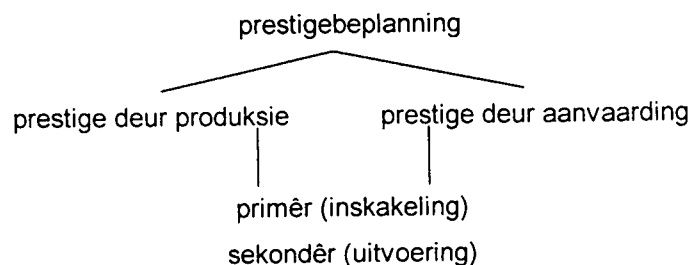 prestigebeplanning
prestige deur produksie prestige deur aanvaarding
primêr (inskakeling)
sekondêr (uitvoering)